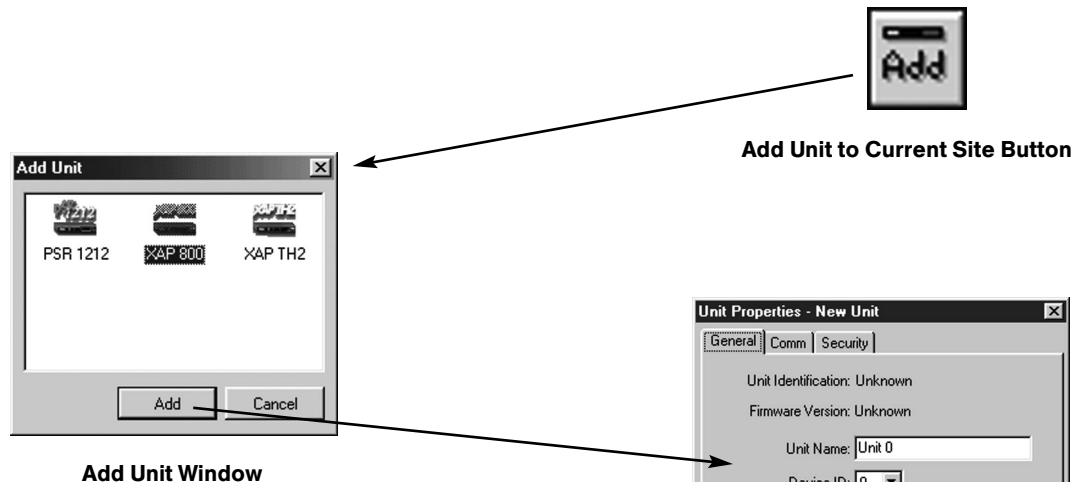 Add
Add Unit to Current Site Button
Add Unit
PSR 1212
XAP 800
XAP TH2
Add
Cancel
Add Unit Window
Unit Properties - New Unit
General
Comm
Security
Unit Identification: Unknown
Firmware Version: Unknown
Unit Name: Unit 0
Device ID: 0